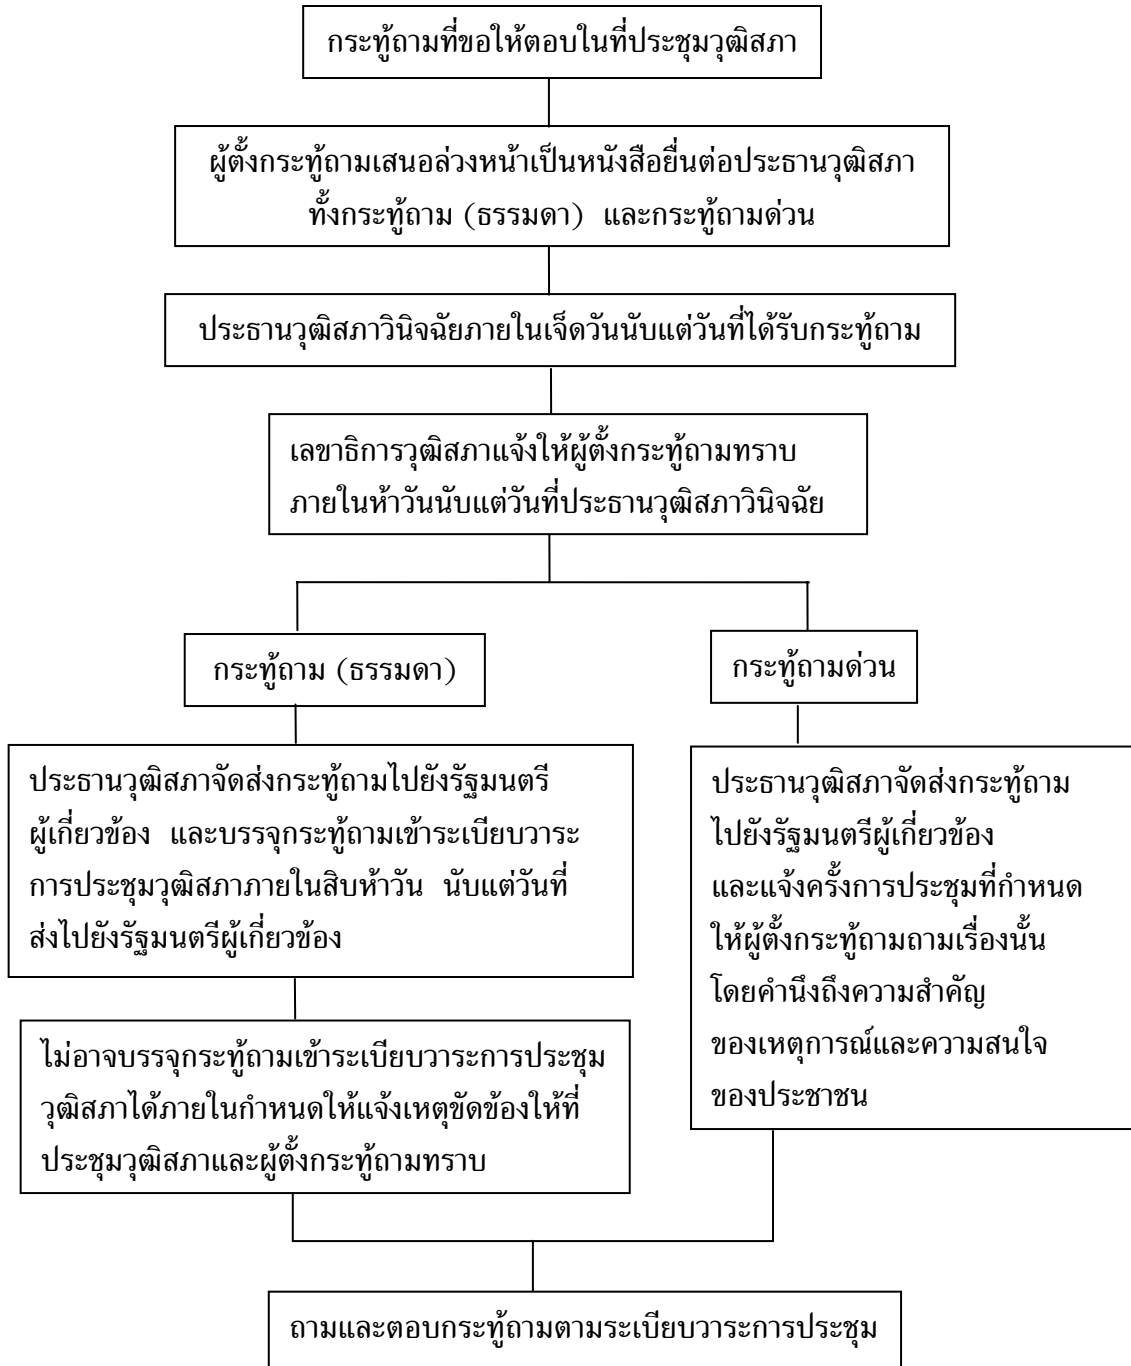 กระทู้ถามที่ขอให้ตอบในที่ประชุมวุฒิสภา
ผู้ตั้งกระทู้ถามเสนอล่วงหน้าเป็นหนังสือยื่นต่อประธานวุฒิสภา
ทั้งกระทู้ถาม (ธรรมดา) และกระทู้ถามด่วน
ประธานวุฒิสภาวินิจฉัยภายในเจ็ดวันนับแต่วันที่ได้รับกระทู้ถาม
เลขาธิการวุฒิสภาแจ้งให้ผู้ตั้งกระทู้ถามทราบ
ภายในห้าวันนับแต่วันที่ประธานวุฒิสภาวินิจฉัย
กระทู้ถาม (ธรรมดา)
ประธานวุฒิสภาจัดส่งกระทู้ถามไปยังรัฐมนตรี
ผู้เกี่ยวข้อง และบรรจุกระทู้ถามเข้าระเบียบวาระ
การประชุมวุฒิสภาภายในสิบห้าวัน นับแต่วันที่
ส่งไปยังรัฐมนตรีผู้เกี่ยวข้อง
ไม่อาจบรรจุกระทู้ถามเข้าระเบียบวาระการประชุม
วุฒิสภาได้ภายในกำหนดให้แจ้งเหตุขัดข้องให้ที่
ประชุมวุฒิสภาและผู้ตั้งกระทู้ถามทราบ
กระทู้ถามด่วน
ประธานวุฒิสภาจัดส่งกระทู้ถาม
ไปยังรัฐมนตรีผู้เกี่ยวข้อง
และแจ้งครั้งการประชุมที่กำหนด
ให้ผู้ตั้งกระทู้ถามถามเรื่องนั้น
โดยคำนึงถึงความสำคัญ
ของเหตุการณ์และความสนใจ
ของประชาชน
ถามและตอบกระทู้ถามตามระเบียบวาระการประชุม